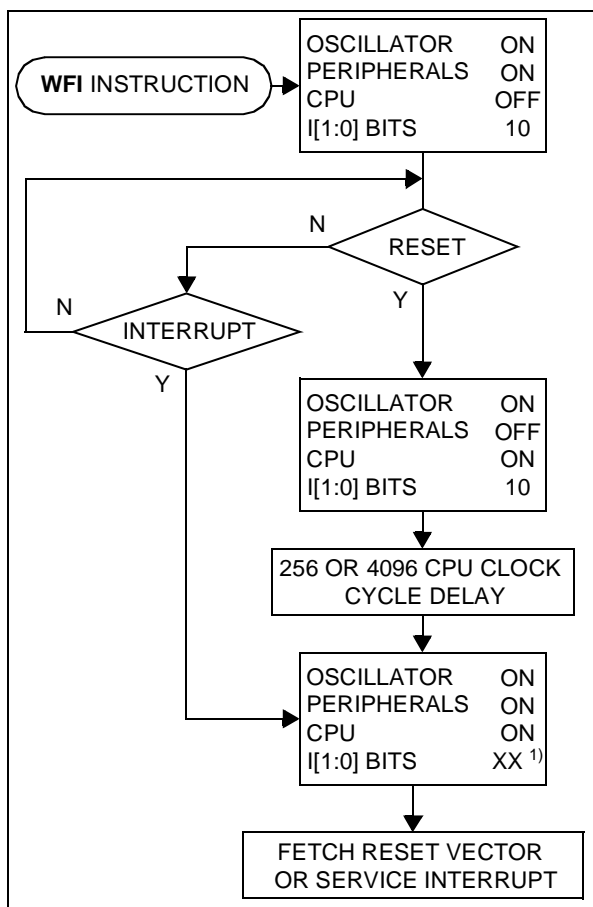 WFI INSTRUCTION
OSCILLATOR ON
PERIPHERALS ON
CPU OFF
I[1:0] BITS 10
N
RESET
Y
N
INTERRUPT
Y
OSCILLATOR ON
PERIPHERALS OFF
CPU ON
I[1:0] BITS 10
256 OR 4096 CPU CLOCK
CYCLE DELAY
OSCILLATOR ON
PERIPHERALS ON
CPU ON
I[1:0] BITS XX 1)
FETCH RESET VECTOR
OR SERVICE INTERRUPT